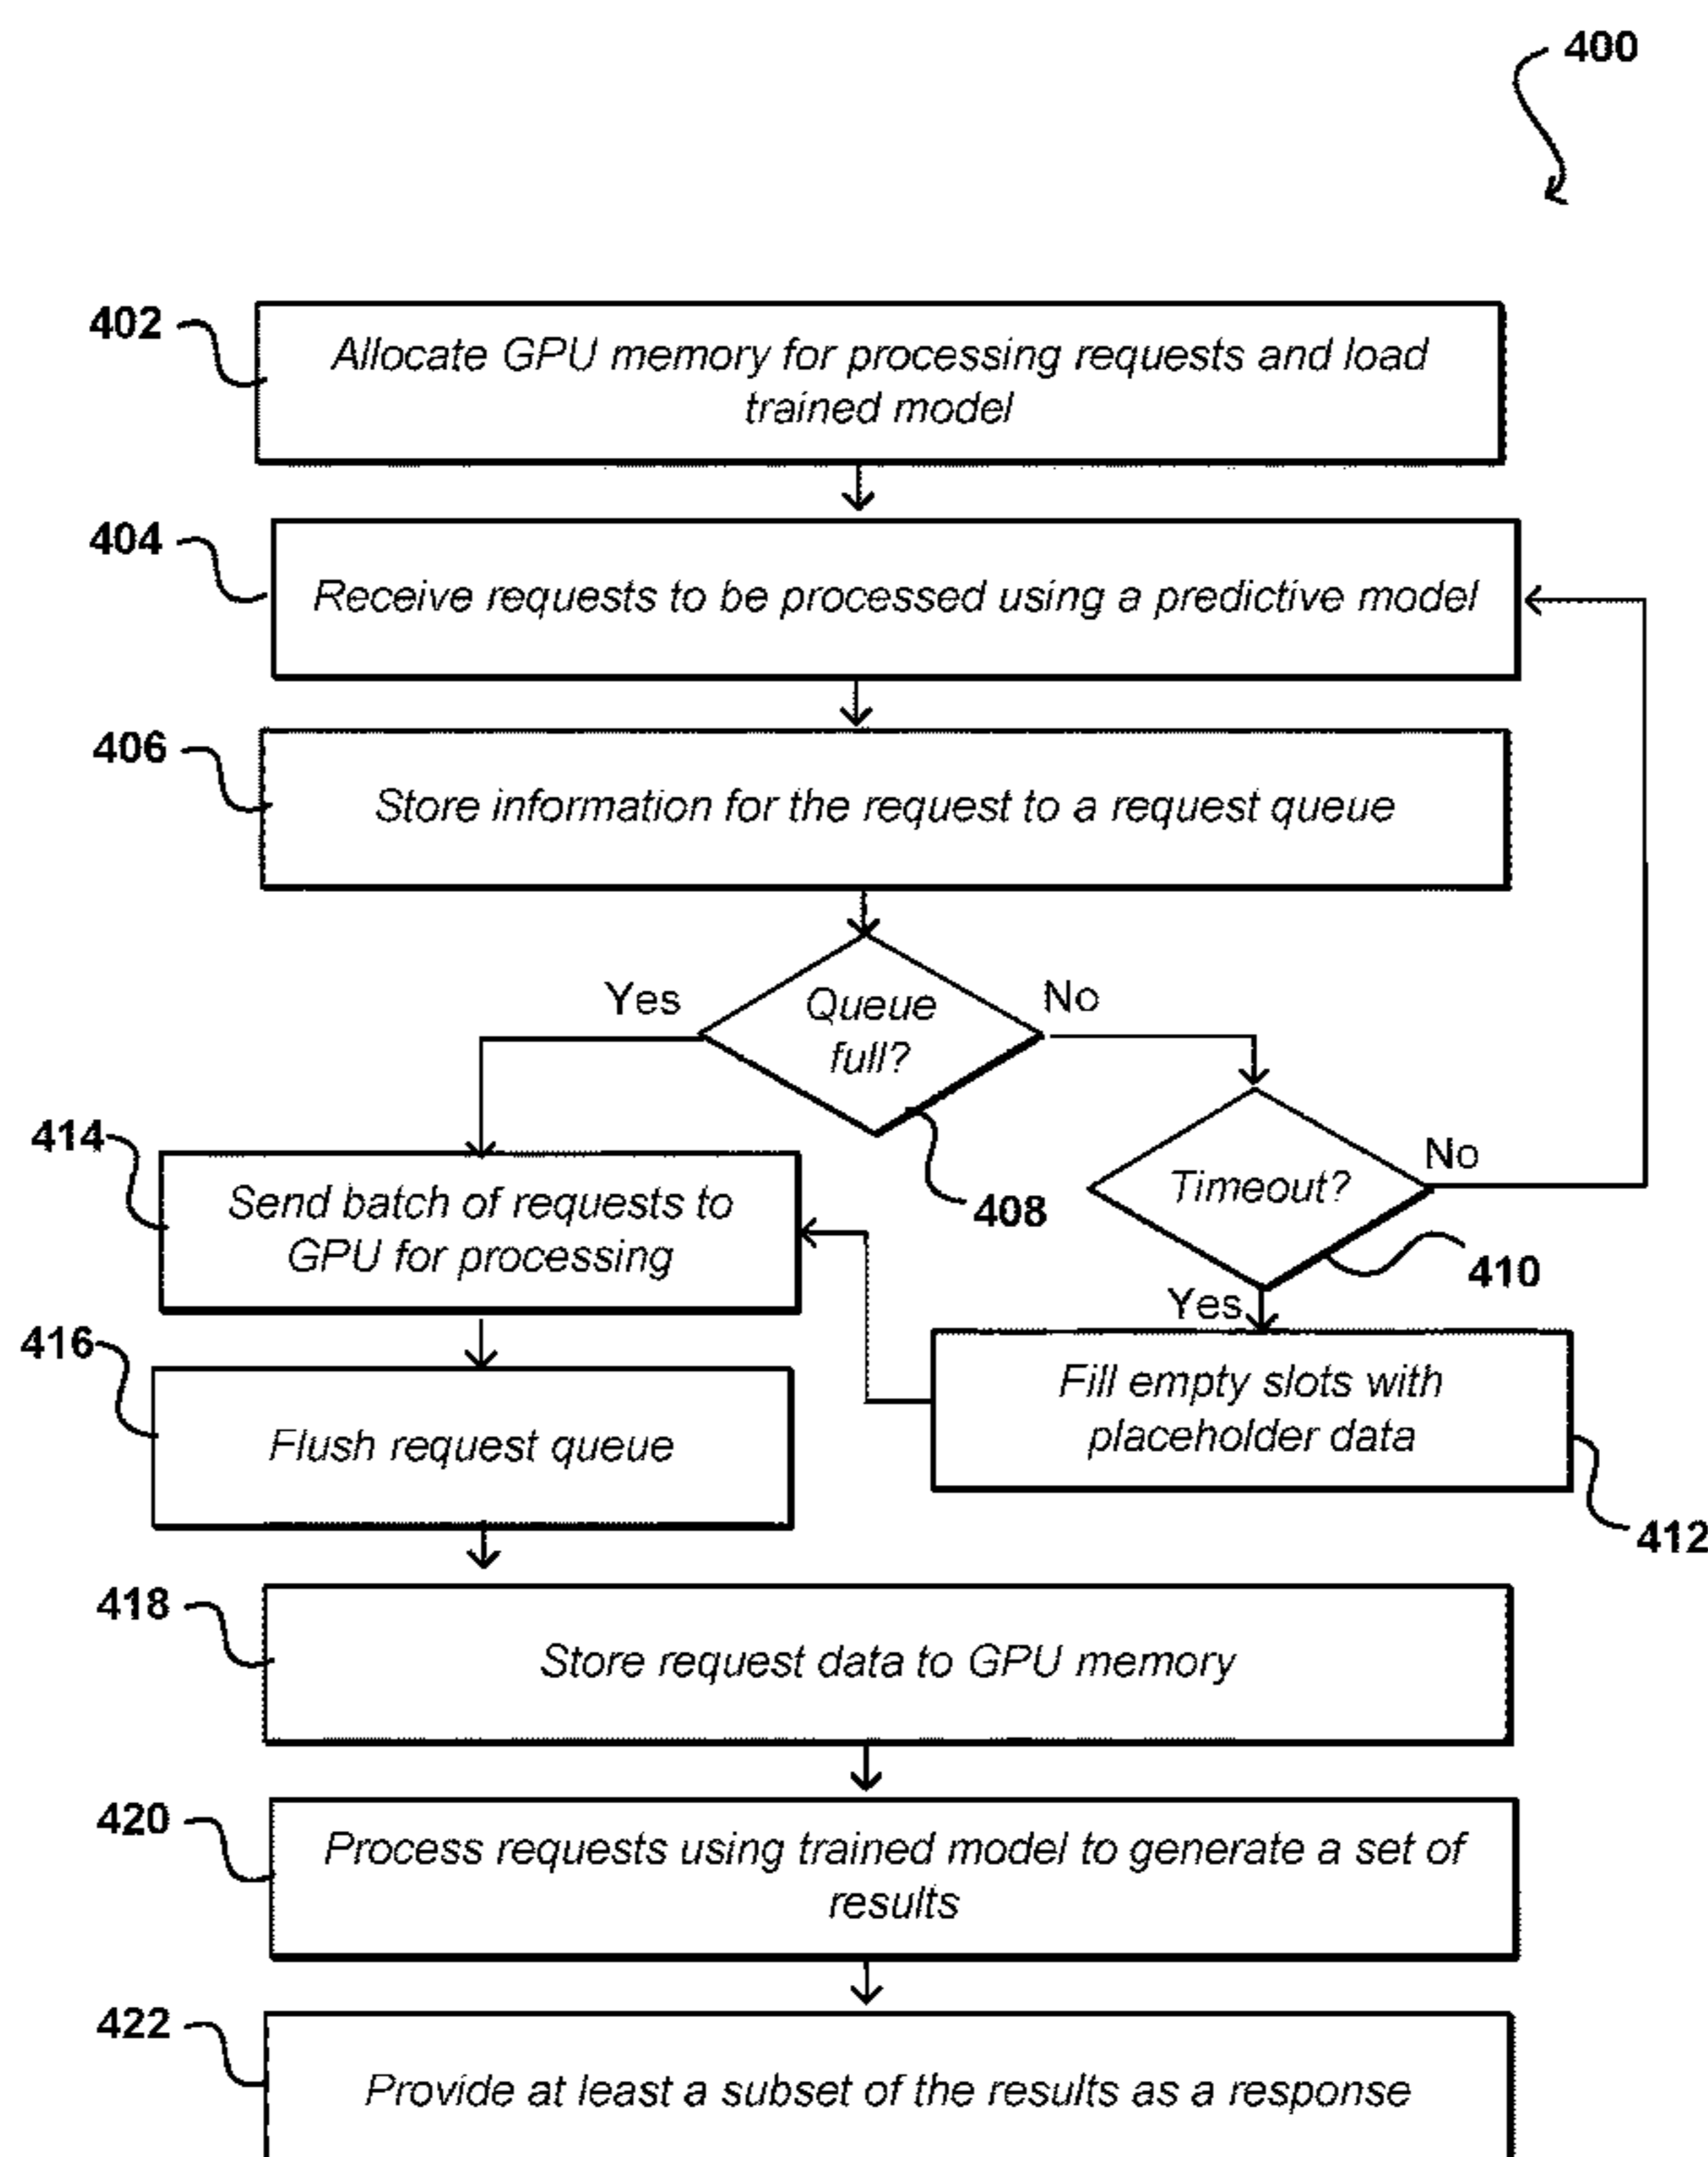 400
402
Allocate GPU memory for processing requests and load
trained model
404
Receive requests to be processed using a predictive model
406
Store information for the request to a request queue
Yes
Queue
full?
No
408
414
Send batch of requests to
GPU for processing
Timeout?
No
410
Yes
416
Flush request queue
Fill empty slots with
placeholder data
412
418
Store request data to GPU memory
420
Process requests using trained model to generate a set of
results
422
Provide at least a subset of the results as a response